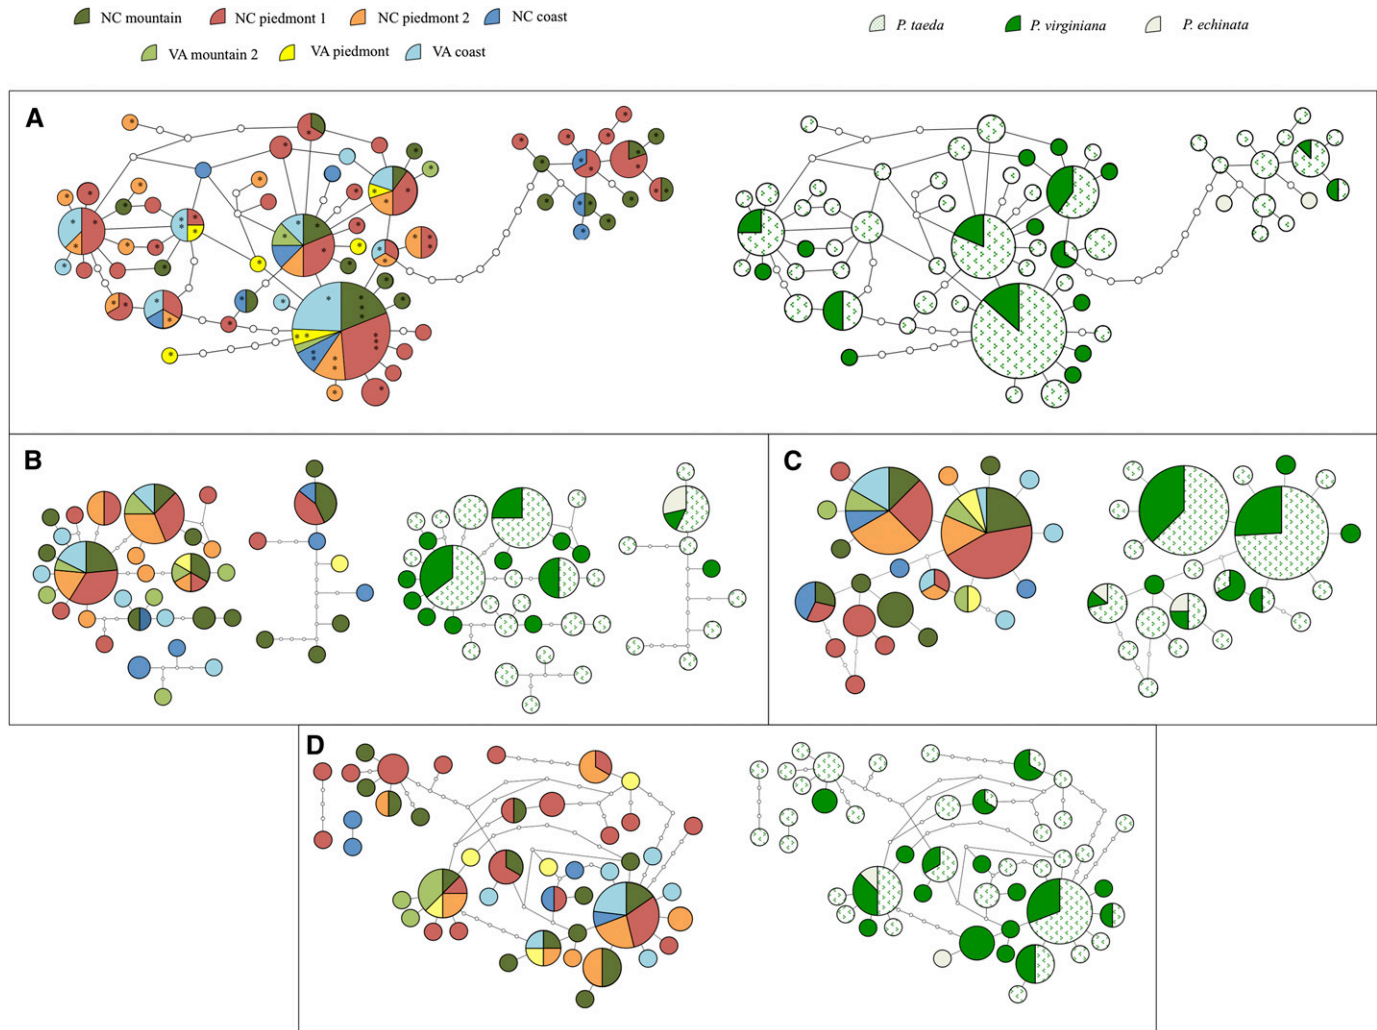 NC mountain NC piedmont 1 NC piedmont 2 NC coast P. taeda P. virginiana P. echinata
VA mountain 2 VA piedmont VA coast
A
B
C
D